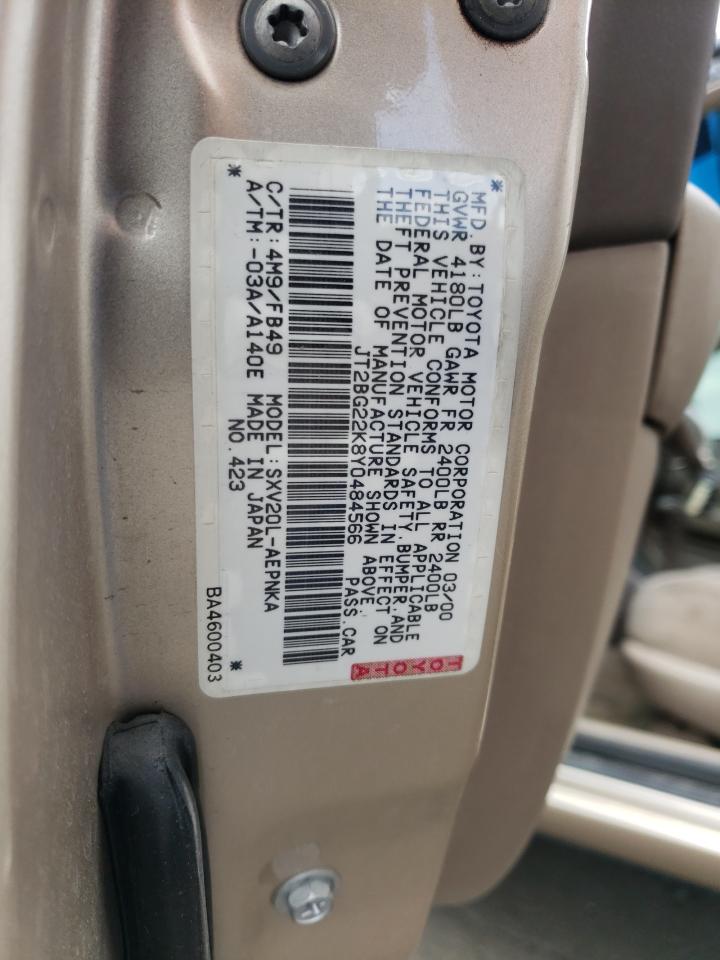 * MFD. BY: TOYOTA MOTOR CORPORATION 03/00
GVWR 4180LB GAWR FR 2400LB RR 2400LB
THIS VEHICLE CONFORMS TO ALL APPLICABLE
FEDERAL MOTOR VEHICLE SAFETY, BUMPER, AND
THEFT PREVENTION STANDARDS IN EFFECT ON
THE DATE OF MANUFACTURE SHOWN ABOVE.
JT2BG22K8Y0484566 PASS.CAR
TOYOTA
C/TR: 4M9/FB49 MODEL: SXV20L-AEPNKA
* A/TM: -03A/A140E MADE IN JAPAN *
NO. 423
BA4600403